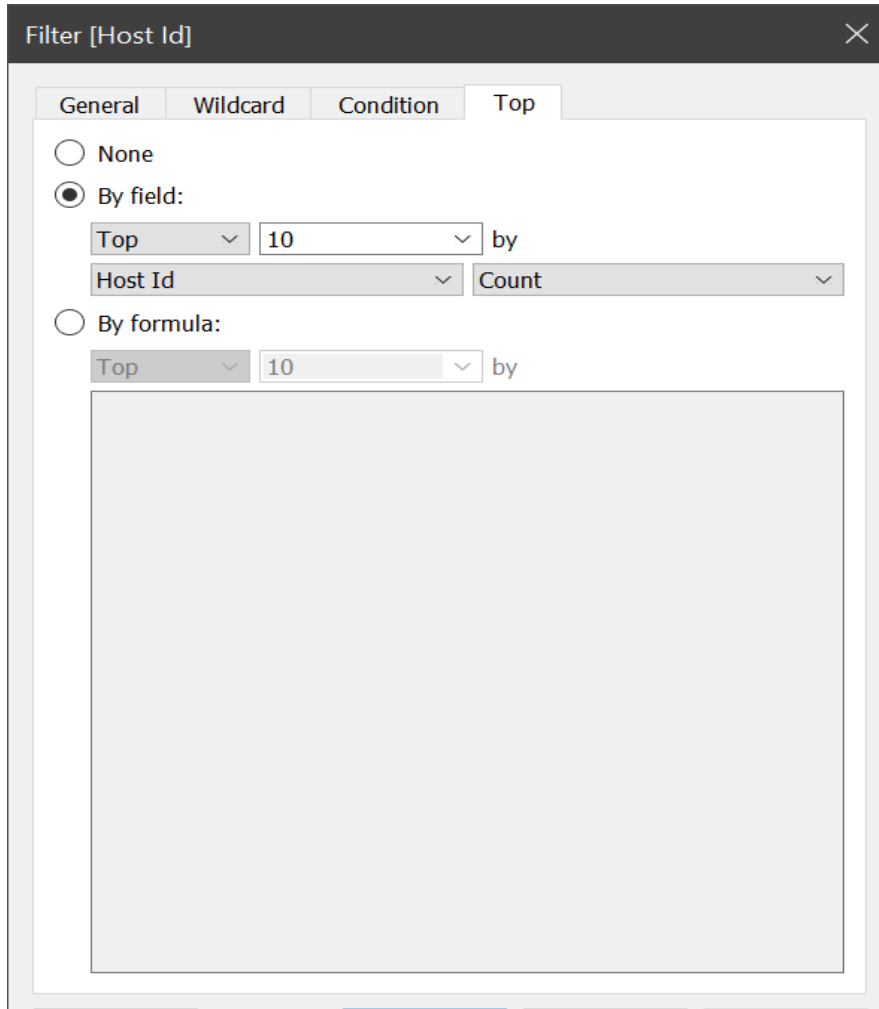 Filter [Host Id]
General Wildcard Condition Top
None
By field:
Top 10 by
Host Id Count
By formula:
Top 10 by